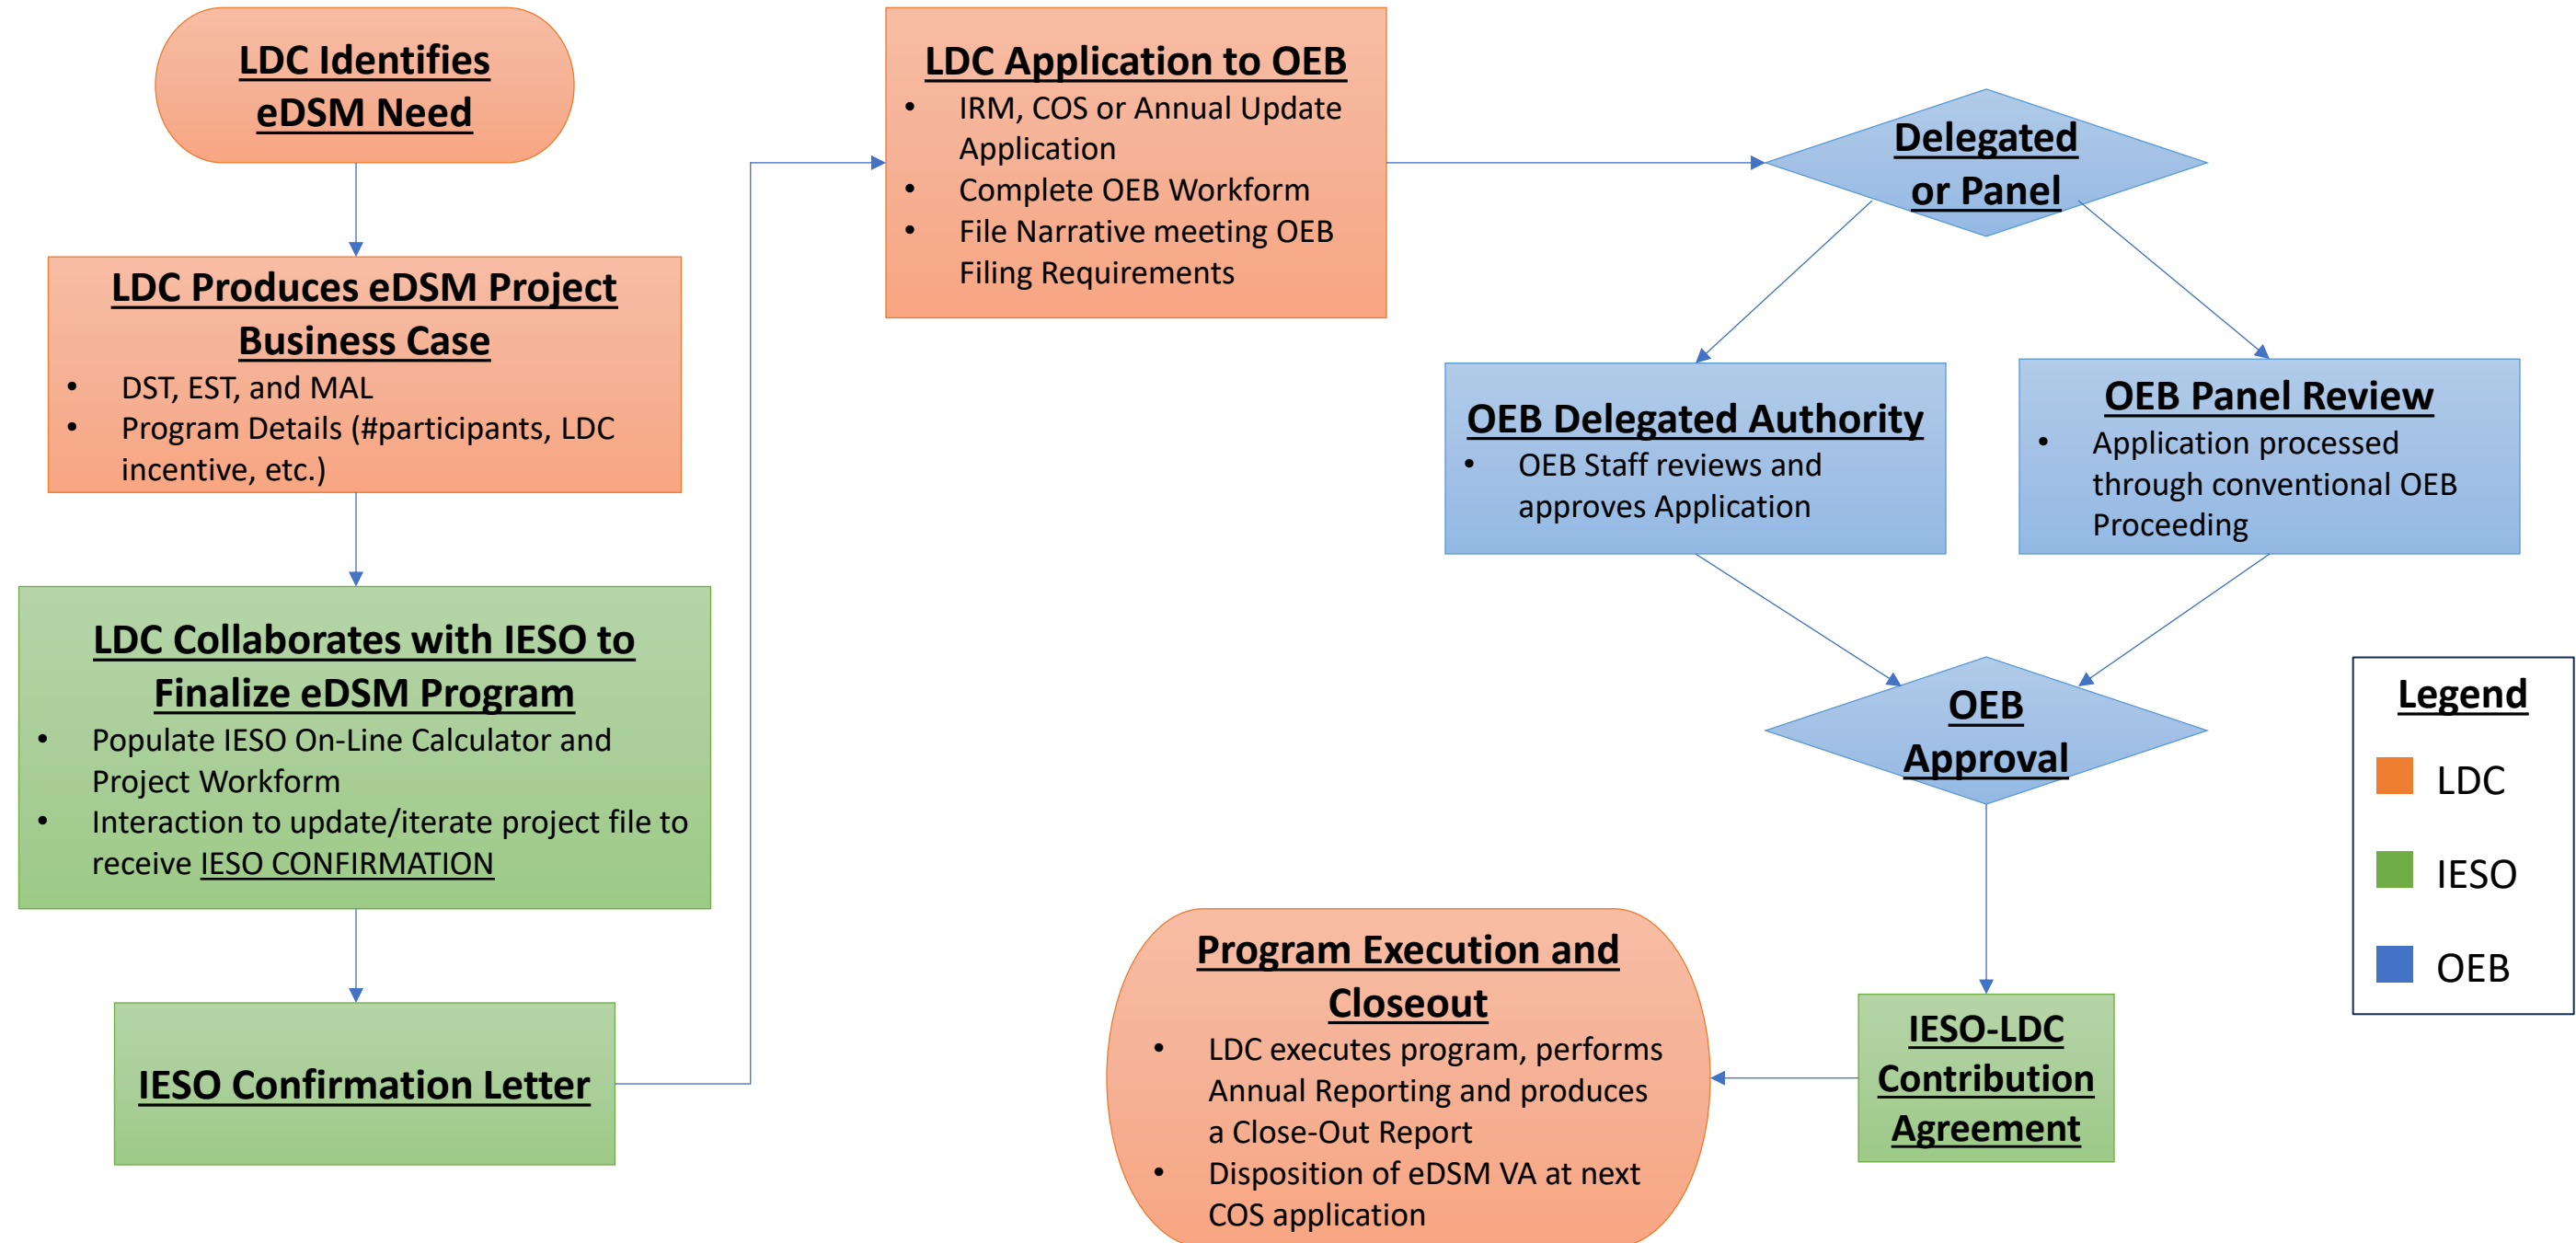 LDC Identifies
eDSM Need
LDC Produces eDSM Project
Business Case
• DST, EST, and MAL
• Program Details (#participants, LDC
incentive, etc.)
LDC Collaborates with IESO to
Finalize eDSM Program
• Populate IESO On-Line Calculator and
Project Workform
• Interaction to update/iterate project file to
receive IESO CONFIRMATION
IESO Confirmation Letter
LDC Application to OEB
• IRM, COS or Annual Update
Application
• Complete OEB Workform
• File Narrative meeting OEB
Filing Requirements
Delegated
or Panel
OEB Delegated Authority
• OEB Staff reviews and
approves Application
OEB Panel Review
• Application processed
through conventional OEB
Proceeding
OEB
Approval
IESO-LDC
Contribution
Agreement
Program Execution and
Closeout
• LDC executes program, performs
Annual Reporting and produces
a Close-Out Report
• Disposition of eDSM VA at next
COS application
Legend
LDC
IESO
OEB